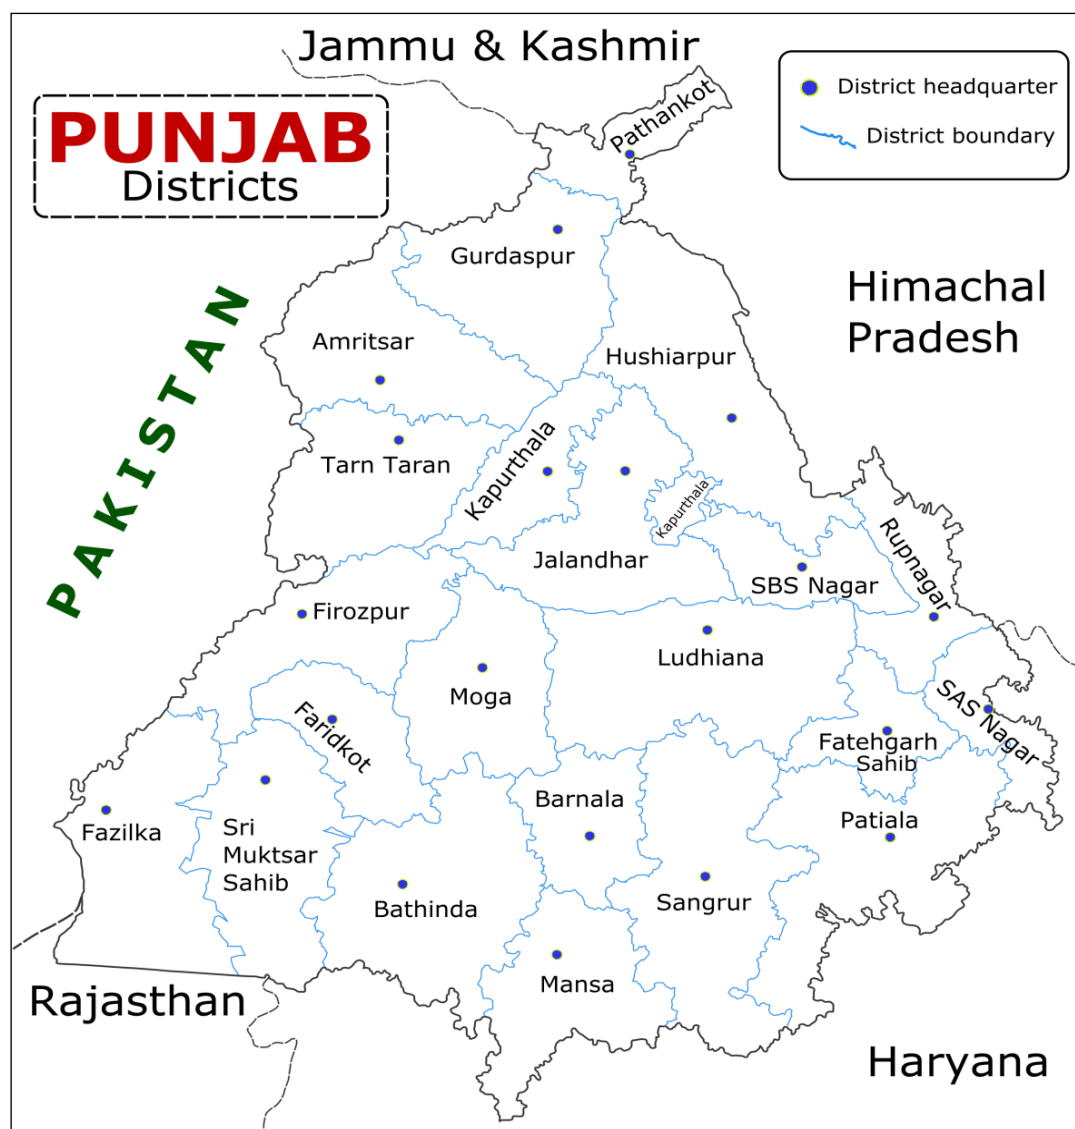 Jammu & Kashmir
PUNJAB
Districts
District headquarter
District boundary
Pathankot
Gurdaspur
Himachal
Pradesh
PAKISTAN
Amritsar
Hushiarpur
Tarn Taran
Kapurthala
Kapurthala
Rupnagar
Jalandhar
SBS Nagar
Firozpur
Ludhiana
Moga
Faridkot
SAS Nagar
Fatehgarh
Sahib
Barnala
Patiala
Fazilka
Sri
Muktsar
Sahib
Bathinda
Sangrur
Mansa
Rajasthan
Haryana